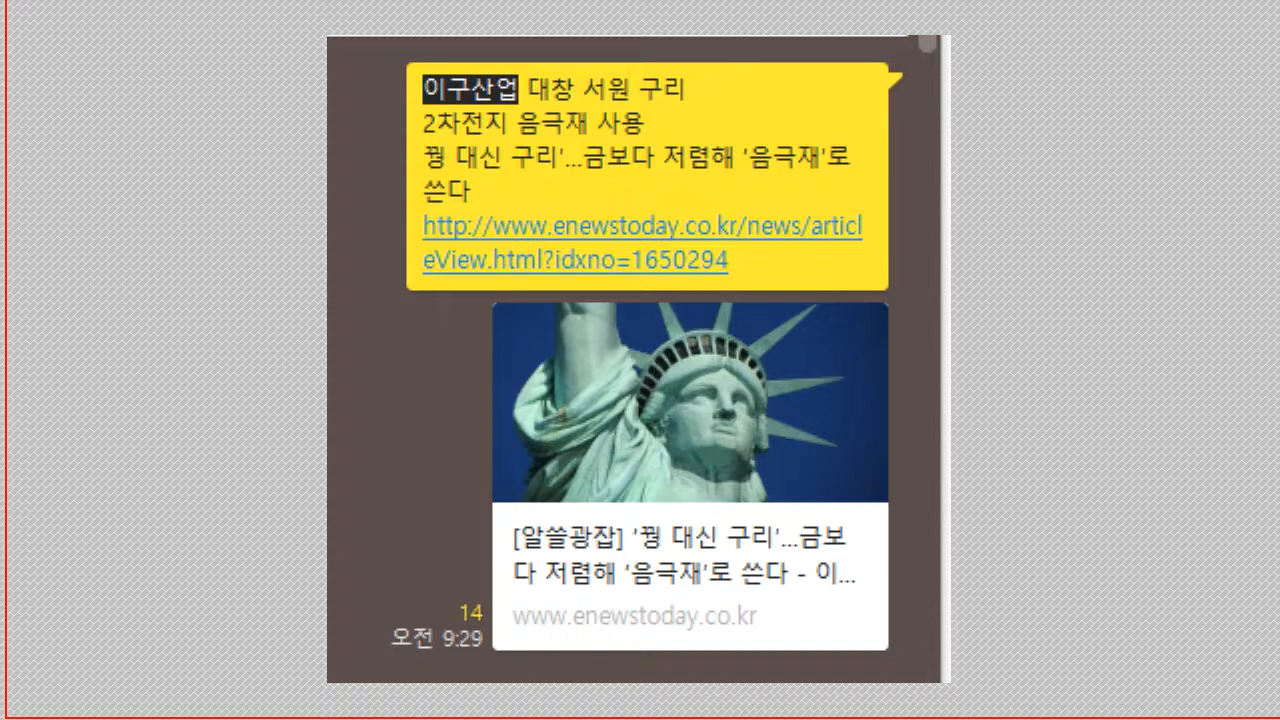 이구산업 대창 서원 구리
2차전지 음극재 사용
꿩 대신 구리’...금보다 저렴해 ‘음극재’로
쓴다
http://www.enewstoday.co.kr/news/articl
eView.html?idxno=1650294
[알쓸광잡] ‘꿩 대신 구리’...금보
다 저렴해 ‘음극재’로 쓴다 - 이...
www.enewstoday.co.kr
14
오전 9:29